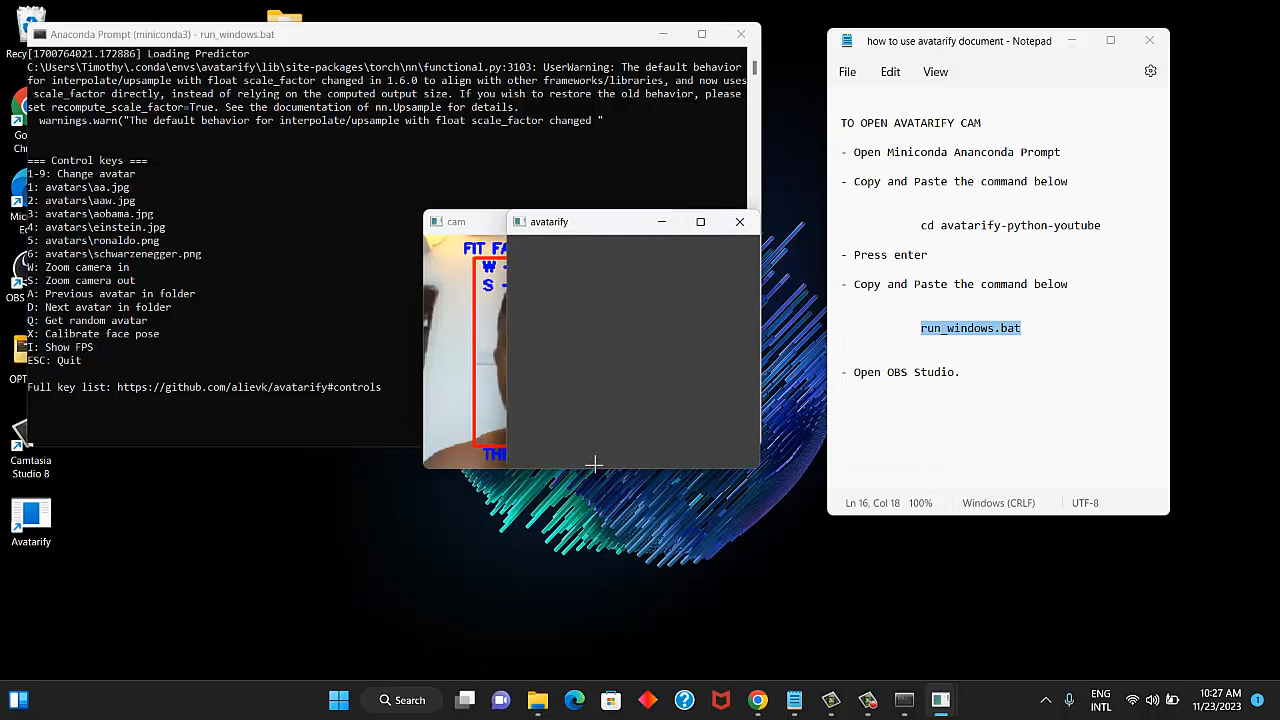 Anaconda Prompt (miniconda3) - run_windows.bat
[1700764021.172886] Loading Predictor
C:\Users\Timothy\.conda\envs\avatarify\lib\site-packages\torch\nn\functional.py:3103: UserWarning: The default behavior
for interpolate/upsample with float scale_factor changed in 1.6.0 to align with other frameworks/libraries, and now uses
scale_factor directly, instead of relying on the computed output size. If you wish to restore the old behavior, please
set recompute_scale_factor=True. See the documentation of nn.Upsample for details.
warnings.warn("The default behavior for interpolate/upsample with float scale_factor changed "
=== Control keys ===
1-9: Change avatar
1: avatars\aa.jpg
2: avatars\aaw.jpg
3: avatars\aobama.jpg
4: avatars\einstein.jpg
5: avatars\ronaldo.png
6: avatars\schwarzenegger.png
W: Zoom camera in
S: Zoom camera out
A: Previous avatar in folder
D: Next avatar in folder
Q: Get random avatar
X: Calibrate face pose
I: Show FPS
ESC: Quit
Full key list: https://github.com/alievk/avatarify#controls
cam
avatarify
FIT FA
W -
S -
THE
how to use avatarify document - Notepad
File Edit View
TO OPEN AVATARIFY CAM
- Open Miniconda Ananconda Prompt
- Copy and Paste the command below
cd avatarify-python-youtube
- Press enter
- Copy and Paste the command below
run_windows.bat
- Open OBS Studio.
Ln 16, Col 18 100% Windows (CRLF) UTF-8
Recy
Go
Chr
Mic
E
OBS
OPT
Camtasia
Studio 8
Avatarify
Search
ENG
INTL
10:27 AM
11/23/2023
1